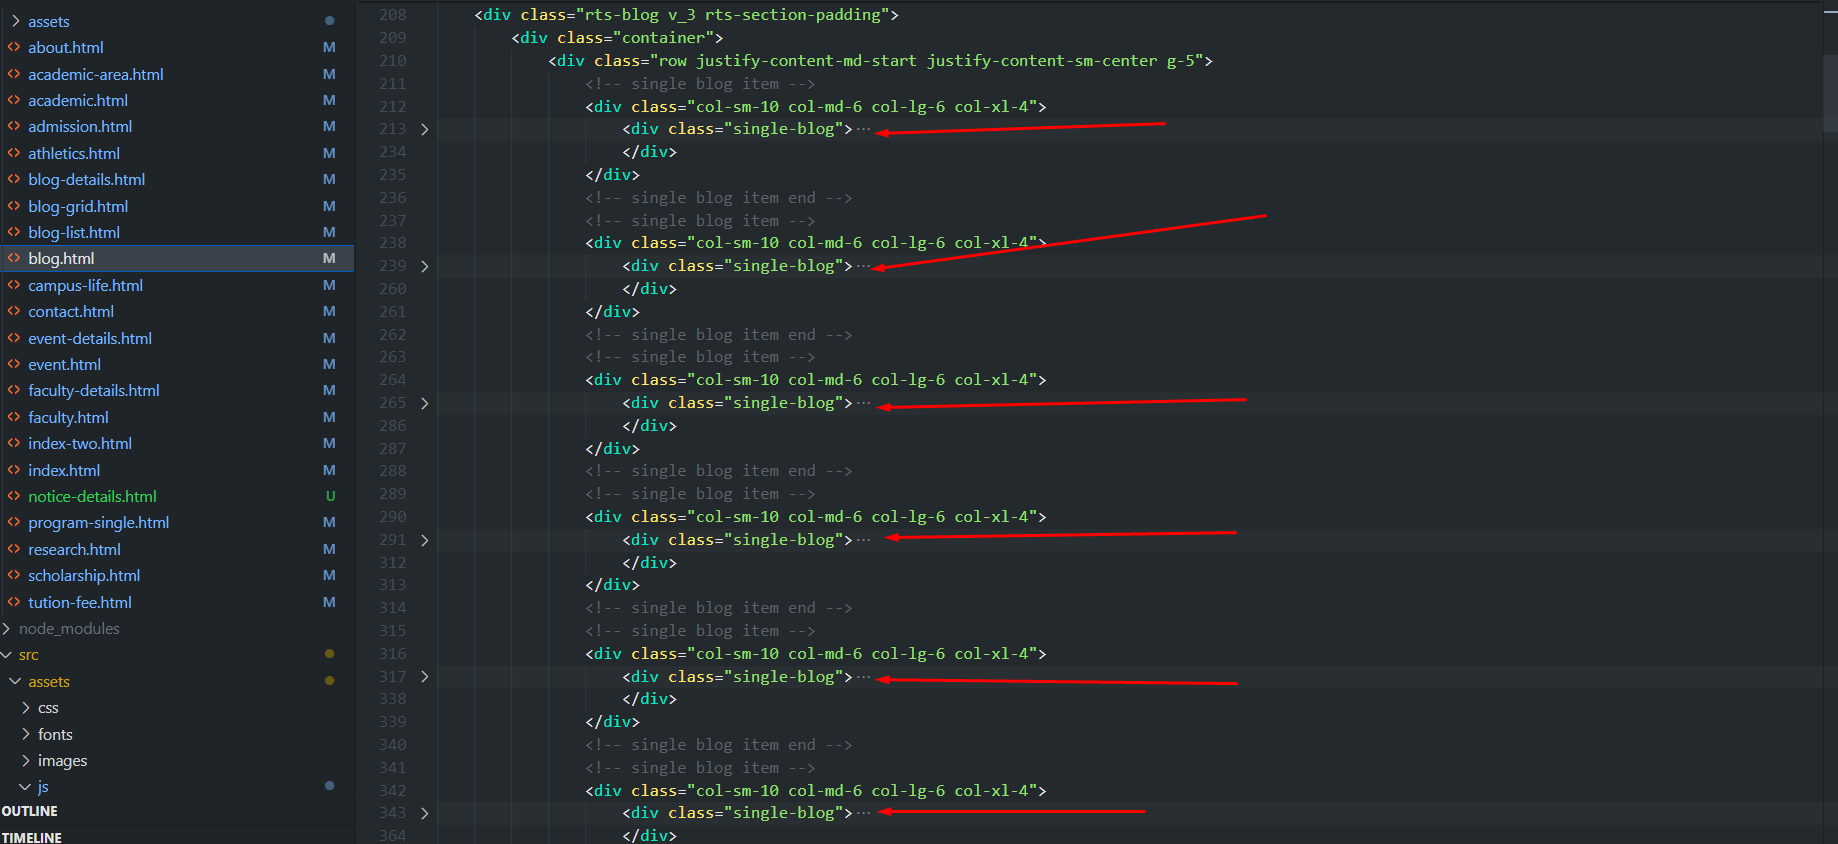 assets
about.html M
academic-area.html M
academic.html M
admission.html M
athletics.html M
blog-details.html M
blog-grid.html M
blog-list.html M
blog.html M
campus-life.html M
contact.html M
event-details.html M
event.html M
faculty-details.html M
faculty.html M
index-two.html M
index.html M
notice-details.html U
program-single.html M
research.html M
scholarship.html M
tution-fee.html M
node_modules
src
assets
css
fonts
images
js
OUTLINE
TIMELINE
208 <div class="rts-blog v_3 rts-section-padding">
209 <div class="container">
210 <div class="row justify-content-md-start justify-content-sm-center g-5">
211 <!-- single blog item -->
212 <div class="col-sm-10 col-md-6 col-lg-6 col-xl-4">
213 <div class="single-blog">···
234 </div>
235 </div>
236 <!-- single blog item end -->
237 <!-- single blog item -->
238 <div class="col-sm-10 col-md-6 col-lg-6 col-xl-4">
239 <div class="single-blog">···
260 </div>
261 </div>
262 <!-- single blog item end -->
263 <!-- single blog item -->
264 <div class="col-sm-10 col-md-6 col-lg-6 col-xl-4">
265 <div class="single-blog">···
286 </div>
287 </div>
288 <!-- single blog item end -->
289 <!-- single blog item -->
290 <div class="col-sm-10 col-md-6 col-lg-6 col-xl-4">
291 <div class="single-blog">···
312 </div>
313 </div>
314 <!-- single blog item end -->
315 <!-- single blog item -->
316 <div class="col-sm-10 col-md-6 col-lg-6 col-xl-4">
317 <div class="single-blog">···
338 </div>
339 </div>
340 <!-- single blog item end -->
341 <!-- single blog item -->
342 <div class="col-sm-10 col-md-6 col-lg-6 col-xl-4">
343 <div class="single-blog">···
364 </div>